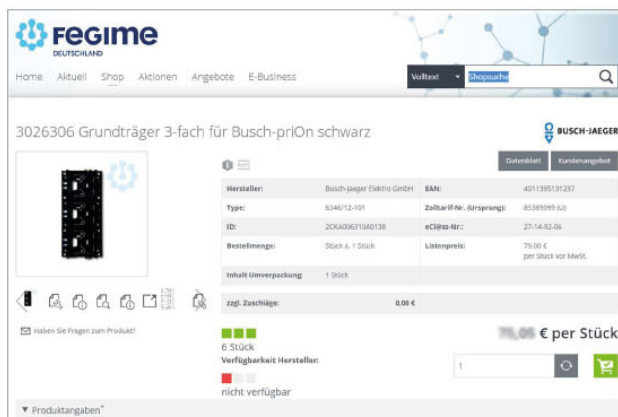 FEGIME
DEUTSCHLAND
Home Aktuell Shop Aktionen Angebote E-Business
Volltext Shopsuche
3026306 Grundträger 3-fach für Busch-priOn schwarz
BUSCH-JAEGER
Datenblatt Kundenangebot
Hersteller: Busch-Jaeger Elektro GmbH EAN: 4011395131237
Type: 6346/12-101 Zolltarif-Nr. (Ursprung): 85389099 (U)
ID: 2CKA006310A0138 eCl@ss-Nr.: 27-14-92-06
Bestellmenge: Stück a. 1 Stück Listenpreis: 79,00 €
per Stück vor MwSt.
Inhalt Umverpackung: 1 Stück
zzgl. Zuschläge: 0,00 €
Haben Sie Fragen zum Produkt?
6 Stück
Verfügbarkeit Hersteller:
nicht verfügbar
€ per Stück
1
Produktangaben*